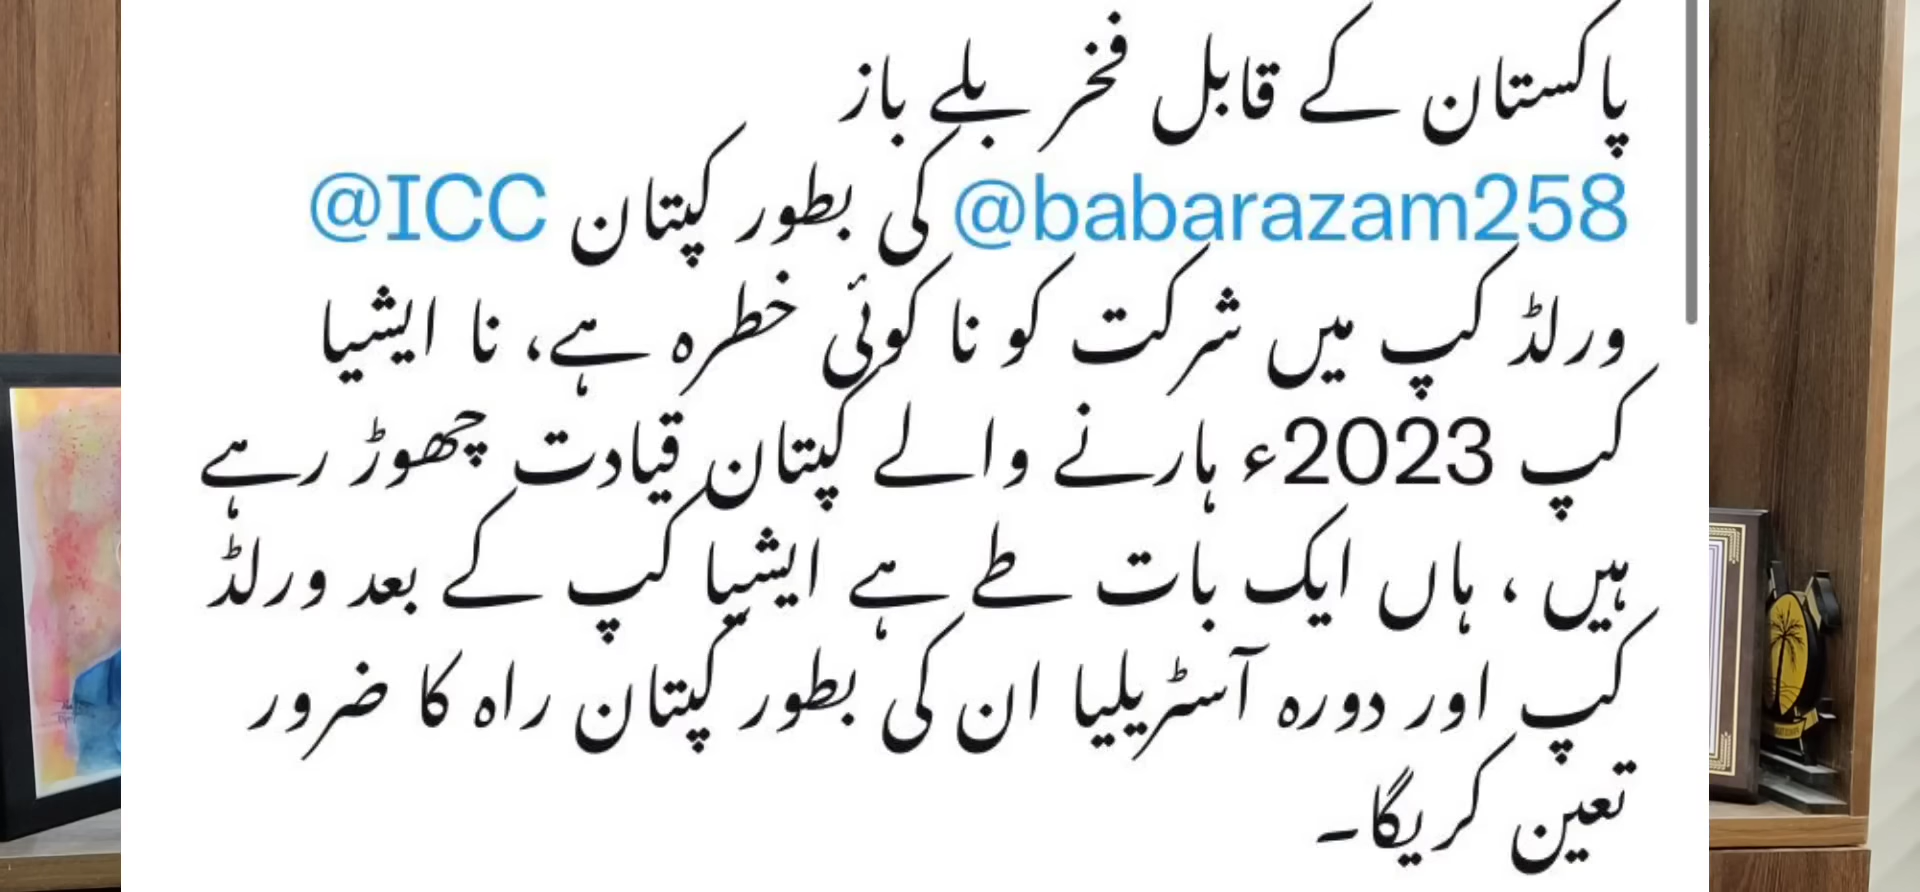 پاکستان کے قابل فخر بلے باز
@babarazam258 کی بطور کپتان @ICC
ورلڈ کپ میں شرکت کو نا کوئی خطرہ ہے، نا ایشیا
کپ 2023ء ہارنے والے کپتان قیادت چھوڑ رہے
ہیں ، ہاں ایک بات طے ہے ایشیا کپ کے بعد ورلڈ
کپ اور دورہ آسٹریلیا ان کی بطور کپتان راہ کا ضرور
تعین کریگا۔